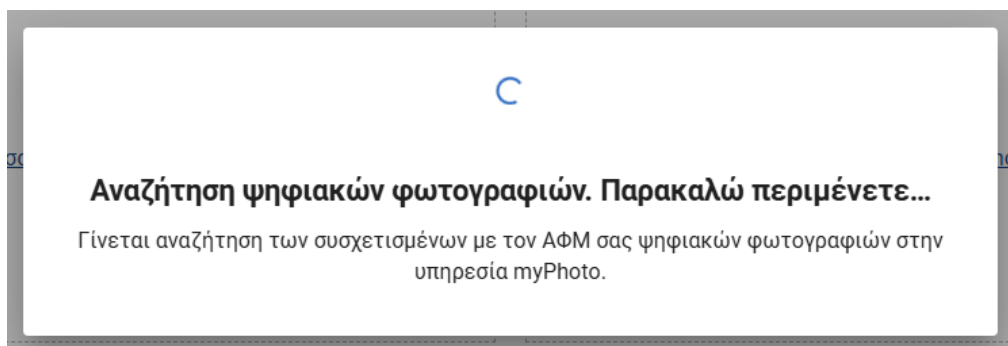 Αναζήτηση ψηφιακών φωτογραφιών. Παρακαλώ περιμένετε...
Γίνεται αναζήτηση των συσχετισμένων με τον ΑΦΜ σας ψηφιακών φωτογραφιών στην
υπηρεσία myPhoto.